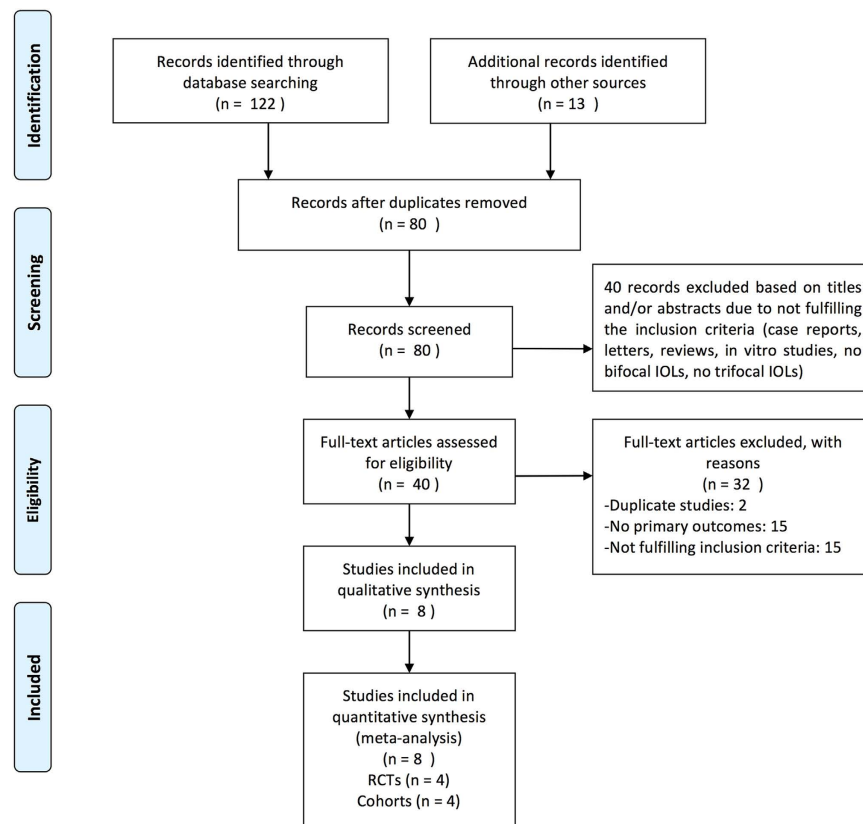 Identification
Records identified through
database searching
(n = 122 )
Additional records identified
through other sources
(n = 13 )
Records after duplicates removed
(n = 80 )
Screening
Records screened
(n = 80 )
40 records excluded based on titles
and/or abstracts due to not fulfilling
the inclusion criteria (case reports,
letters, reviews, in vitro studies, no
bifocal IOLs, no trifocal IOLs)
Eligibility
Full-text articles assessed
for eligibility
(n = 40 )
Full-text articles excluded, with
reasons
(n = 32 )
-Duplicate studies: 2
-No primary outcomes: 15
-Not fulfilling inclusion criteria: 15
Studies included in
qualitative synthesis
(n = 8 )
Included
Studies included in
quantitative synthesis
(meta-analysis)
(n = 8 )
RCTs (n = 4)
Cohorts (n = 4)